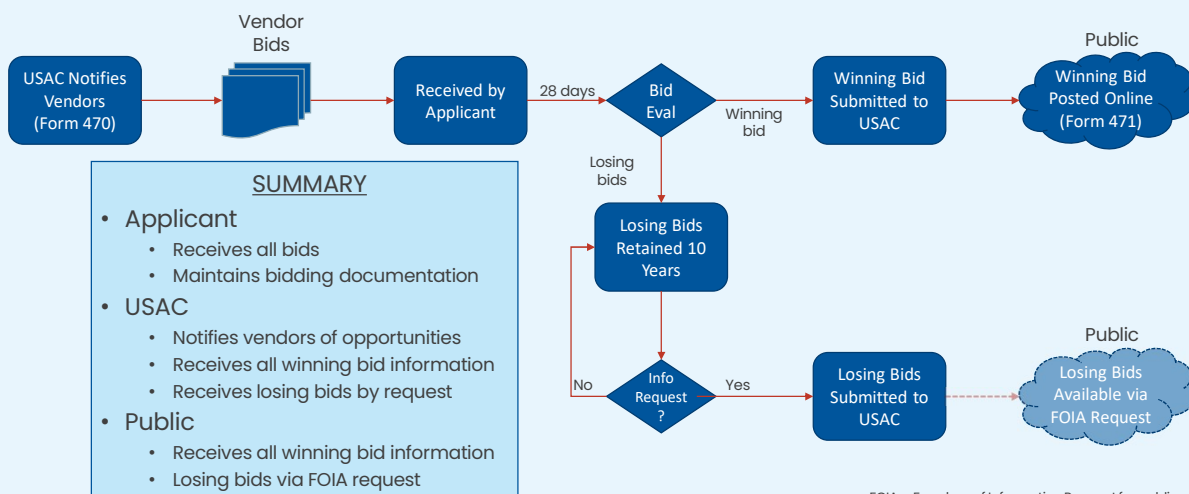 Vendor
Bids
Public
USAC Notifies
Vendors
(Form 470)
Received by
Applicant
28 days
Bid
Eval
Winning
bid
Winning Bid
Submitted to
USAC
Winning Bid
Posted Online
(Form 471)
Losing
bids
Losing Bids
Retained 10
Years
SUMMARY
• Applicant
• Receives all bids
• Maintains bidding documentation
• USAC
• Notifies vendors of opportunities
• Receives all winning bid information
• Receives losing bids by request
• Public
• Receives all winning bid information
• Losing bids via FOIA request
No
Info
Request
?
Yes
Losing Bids
Submitted to
USAC
Public
Losing Bids
Available via
FOIA Request